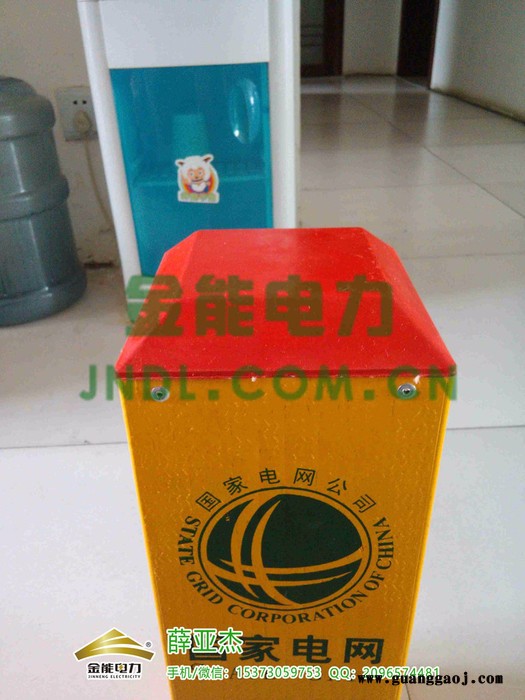 金能电力
JNDL.COM.CN
国家电网公司
STATE GRID CORPORATION OF CHINA
国家电网
薛亚杰
金能电力
JINNENG ELECTRICITY
手机/微信：15373059753 QQ：2096574481
www.guanggaoj.com